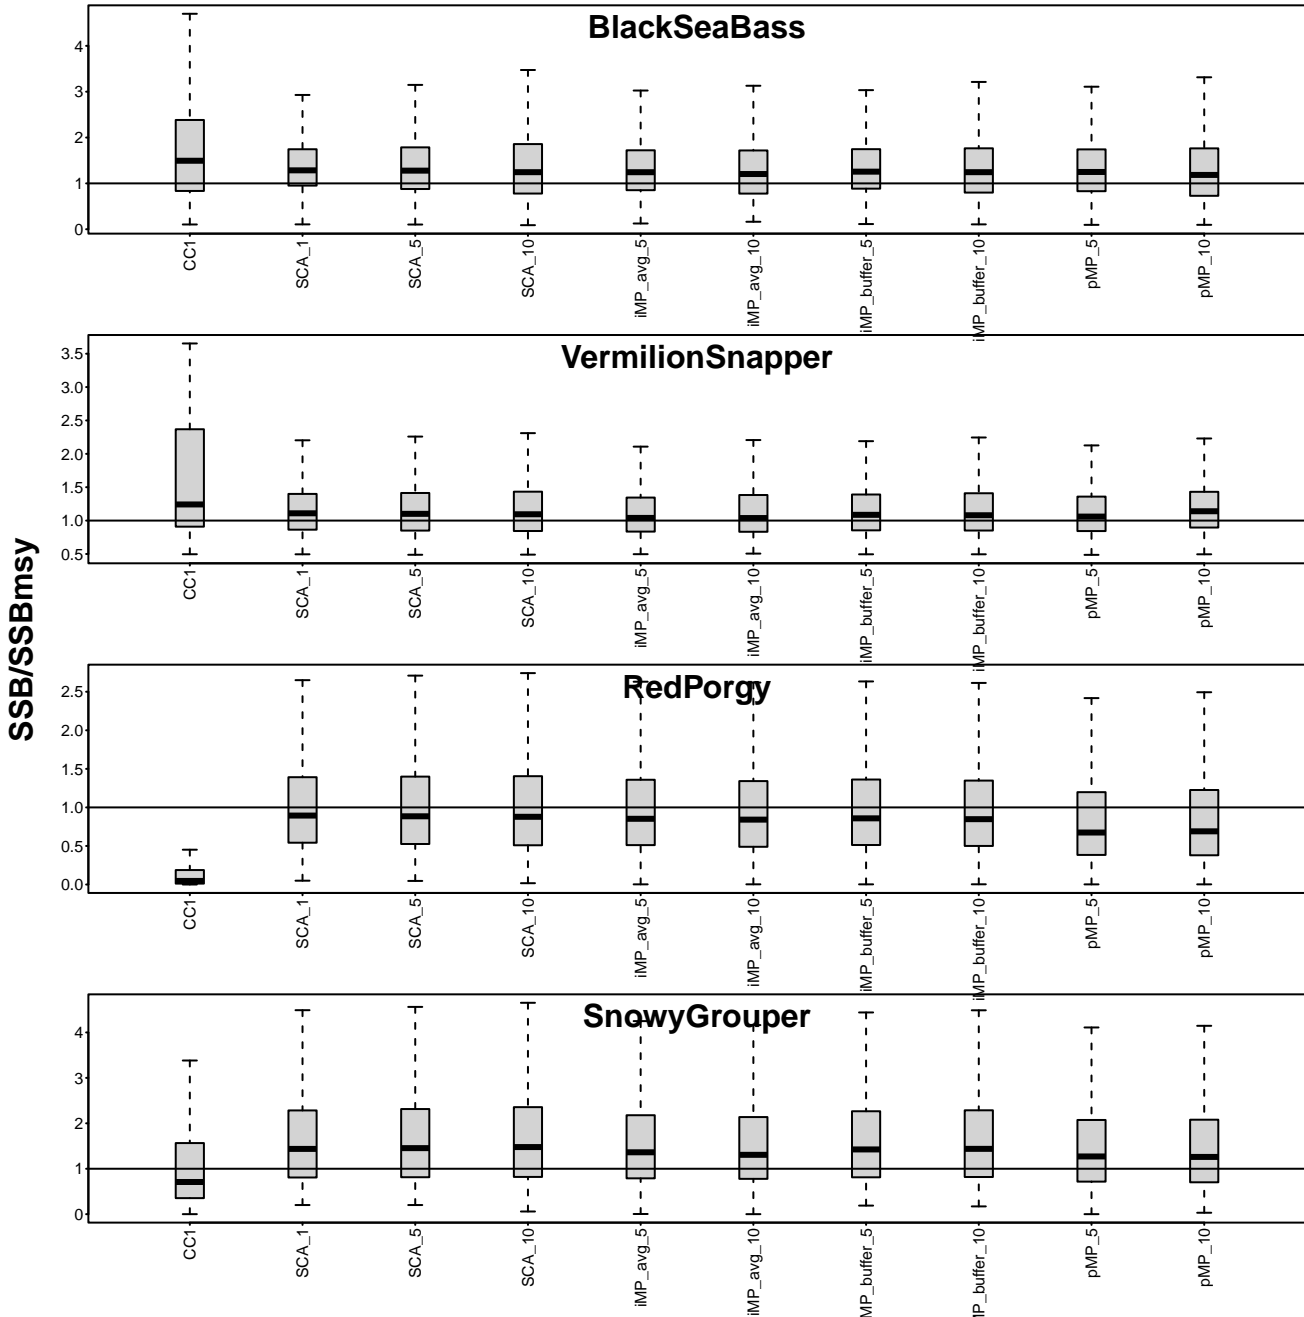 SSB/SSBmsy
BlackSeaBass
4
3
2
1
0
CC1
SCA_1
SCA_5
SCA_10
iMP_avg_5
iMP_avg_10
iMP_buffer_5
iMP_buffer_10
pMP_5
pMP_10
VermilionSnapper
3.5
3.0
2.5
2.0
1.5
1.0
0.5
CC1
SCA_1
SCA_5
SCA_10
iMP_avg_5
iMP_avg_10
iMP_buffer_5
iMP_buffer_10
pMP_5
pMP_10
RedPorgy
2.5
2.0
1.5
1.0
0.5
0.0
CC1
SCA_1
SCA_5
SCA_10
iMP_avg_5
iMP_avg_10
iMP_buffer_5
iMP_buffer_10
pMP_5
pMP_10
SnowyGrouper
4
3
2
1
0
CC1
SCA_1
SCA_5
SCA_10
iMP_avg_5
iMP_avg_10
MP_buffer_5
MP_buffer_10
pMP_5
pMP_10